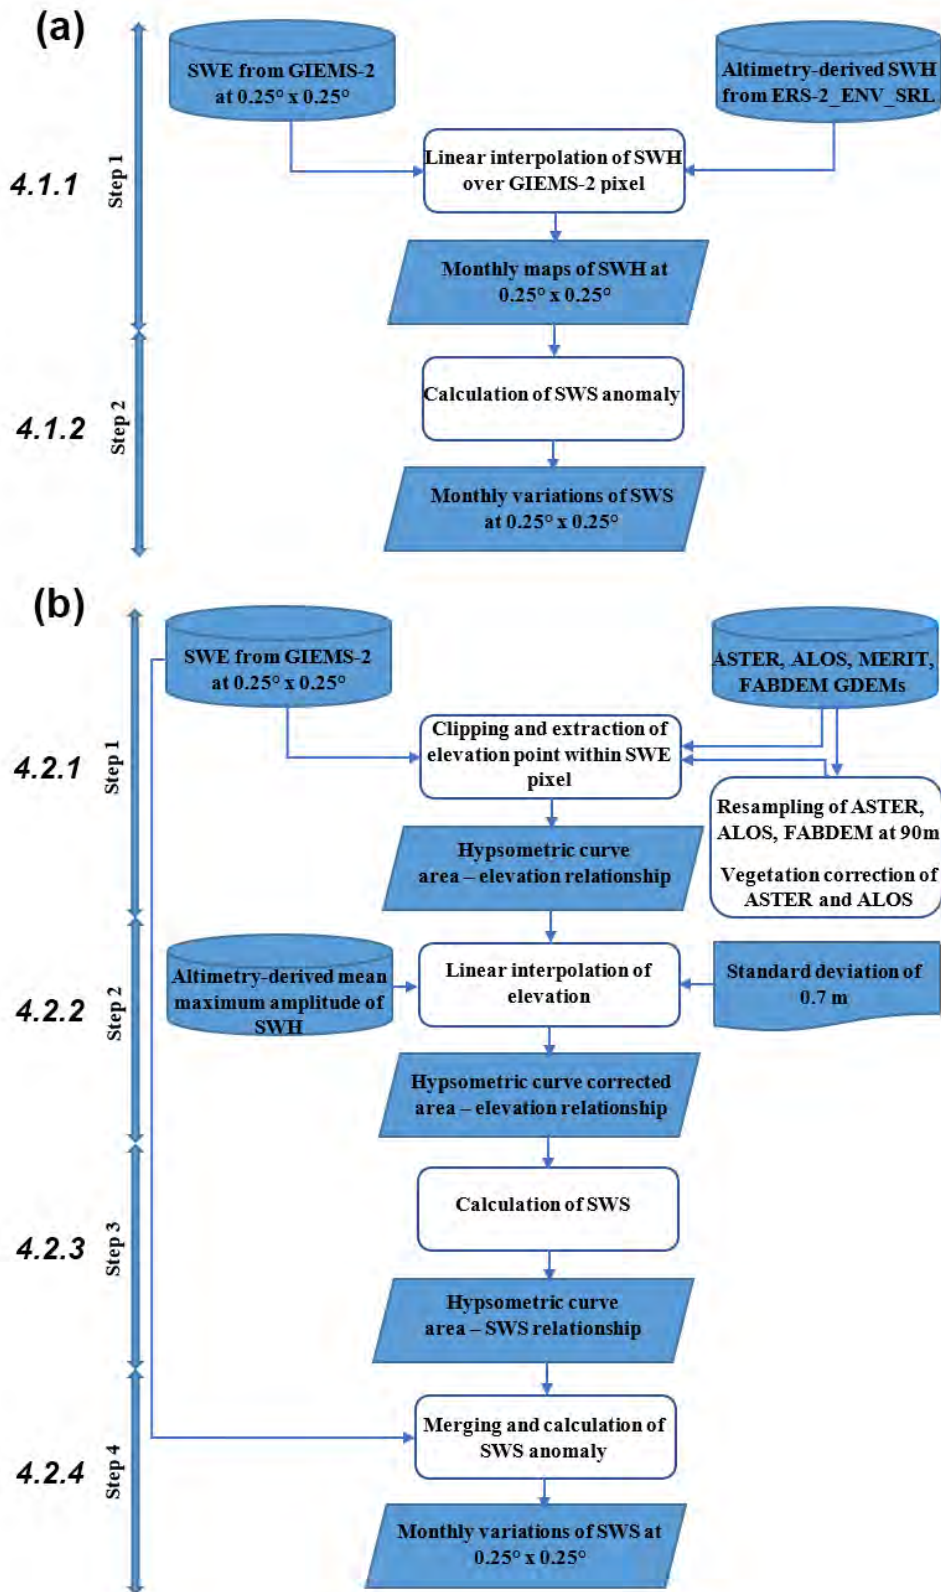 (a)
SWE from GIEMS-2
at 0.25° x 0.25°
Altimetry-derived SWH
from ERS-2_ENV_SRL
4.1.1
Step 1
Linear interpolation of SWH
over GIEMS-2 pixel
Monthly maps of SWH at
0.25° x 0.25°
4.1.2
Step 2
Calculation of SWS anomaly
Monthly variations of SWS
at 0.25° x 0.25°
(b)
SWE from GIEMS-2
at 0.25° x 0.25°
ASTER, ALOS, MERIT,
FABDEM GDEMs
4.2.1
Step 1
Clipping and extraction of
elevation point within SWE
pixel
Resampling of ASTER,
ALOS, FABDEM at 90m
Vegetation correction of
ASTER and ALOS
Hypsometric curve
area – elevation relationship
4.2.2
Step 2
Altimetry-derived mean
maximum amplitude of
SWH
Linear interpolation of
elevation
Standard deviation of
0.7 m
Hypsometric curve corrected
area – elevation relationship
4.2.3
Step 3
Calculation of SWS
Hypsometric curve
area – SWS relationship
4.2.4
Step 4
Merging and calculation of
SWS anomaly
Monthly variations of SWS at
0.25° x 0.25°